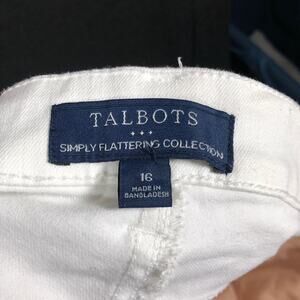 TALBOTS
SIMPLY FLATTERING COLLECTION
16
MADE IN
BANGLADESH